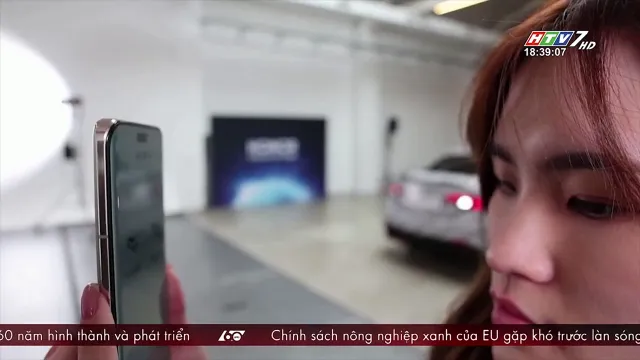 HTV7 HD
18:39:07
60 năm hình thành và phát triển
60
Chính sách nông nghiệp xanh của EU gặp khó trước làn sóng